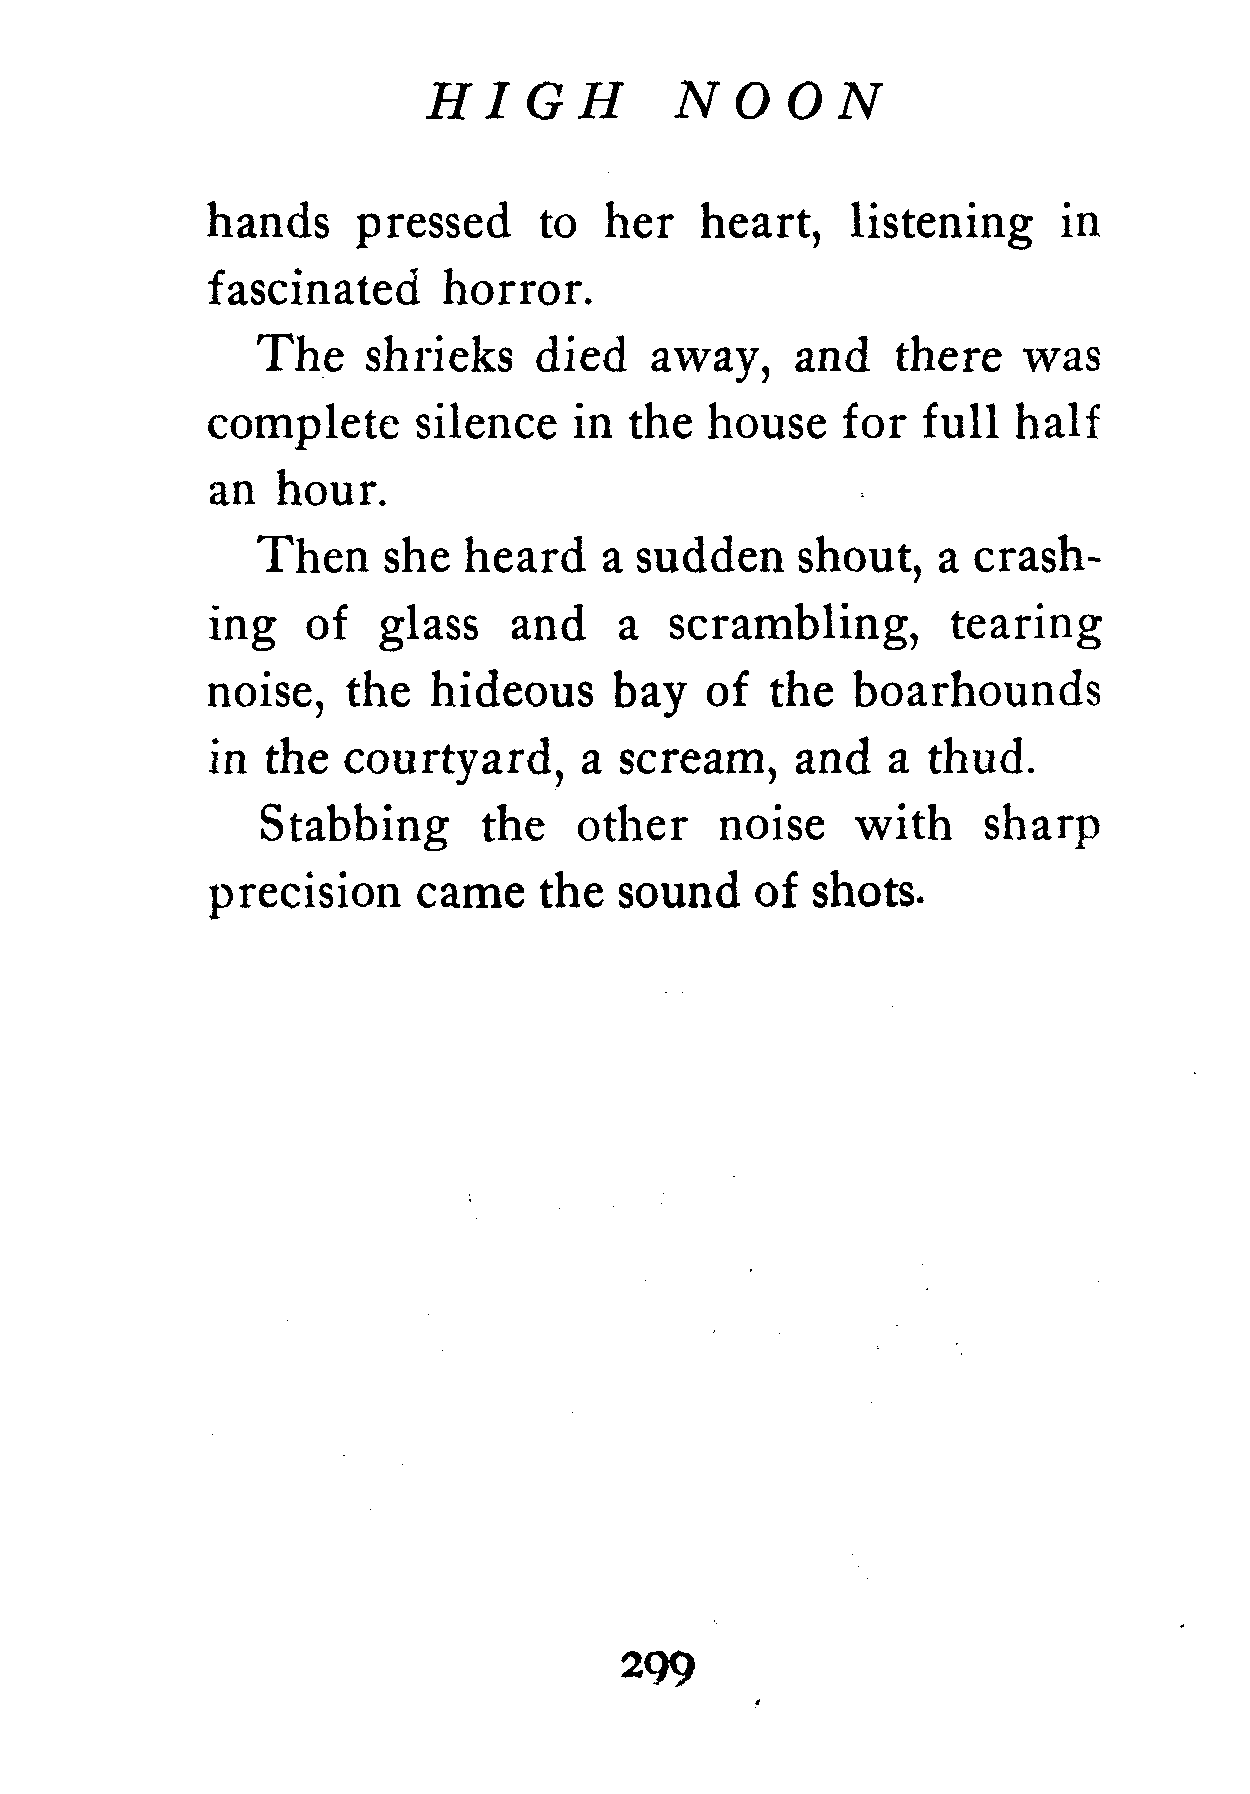 HIGH NOON
hands pressed to her heart, listening in
fascinated horror.
The shrieks died away, and there was
complete silence in the house for full half
an hour.
Then she heard a sudden shout, a crash-
ing of glass and a scrambling, tearing
noise, the hideous bay of the boarhounds
in the courtyard, a scream, and a thud.
Stabbing the other noise with sharp
precision came the sound of shots.
299